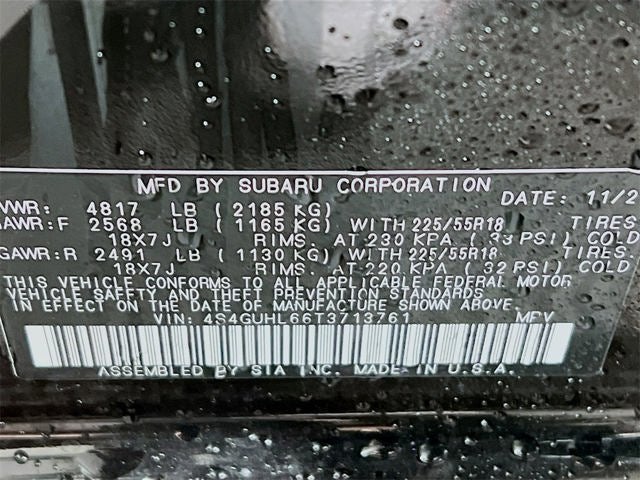 MFD BY SUBARU CORPORATION DATE: 11/2
VWR: 4817 LB ( 2185 KG)
AWR:F 2568 LB ( 1165 KG) WITH 225/55R18 TIRES
18X7J RIMS. AT 230 KPA ( 33 PSI) COLD
GAWR:R 2491 LB ( 1130 KG) WITH 225/55R18 TIRES
18X7J RIMS. AT 220 KPA ( 32 PSI) COLD
THIS VEHICLE CONFORMS TO ALL APPLICABLE FEDERAL MOTOR
VEHICLE SAFETY AND THEFT PREVENTION STANDARDS
IN EFFECT ON THE DATE OF MANUFACTURE SHOWN ABOVE.
VIN: 4S4GUHL66T3713761 MPV
ASSEMBLED BY SIA INC. MADE IN U.S.A.